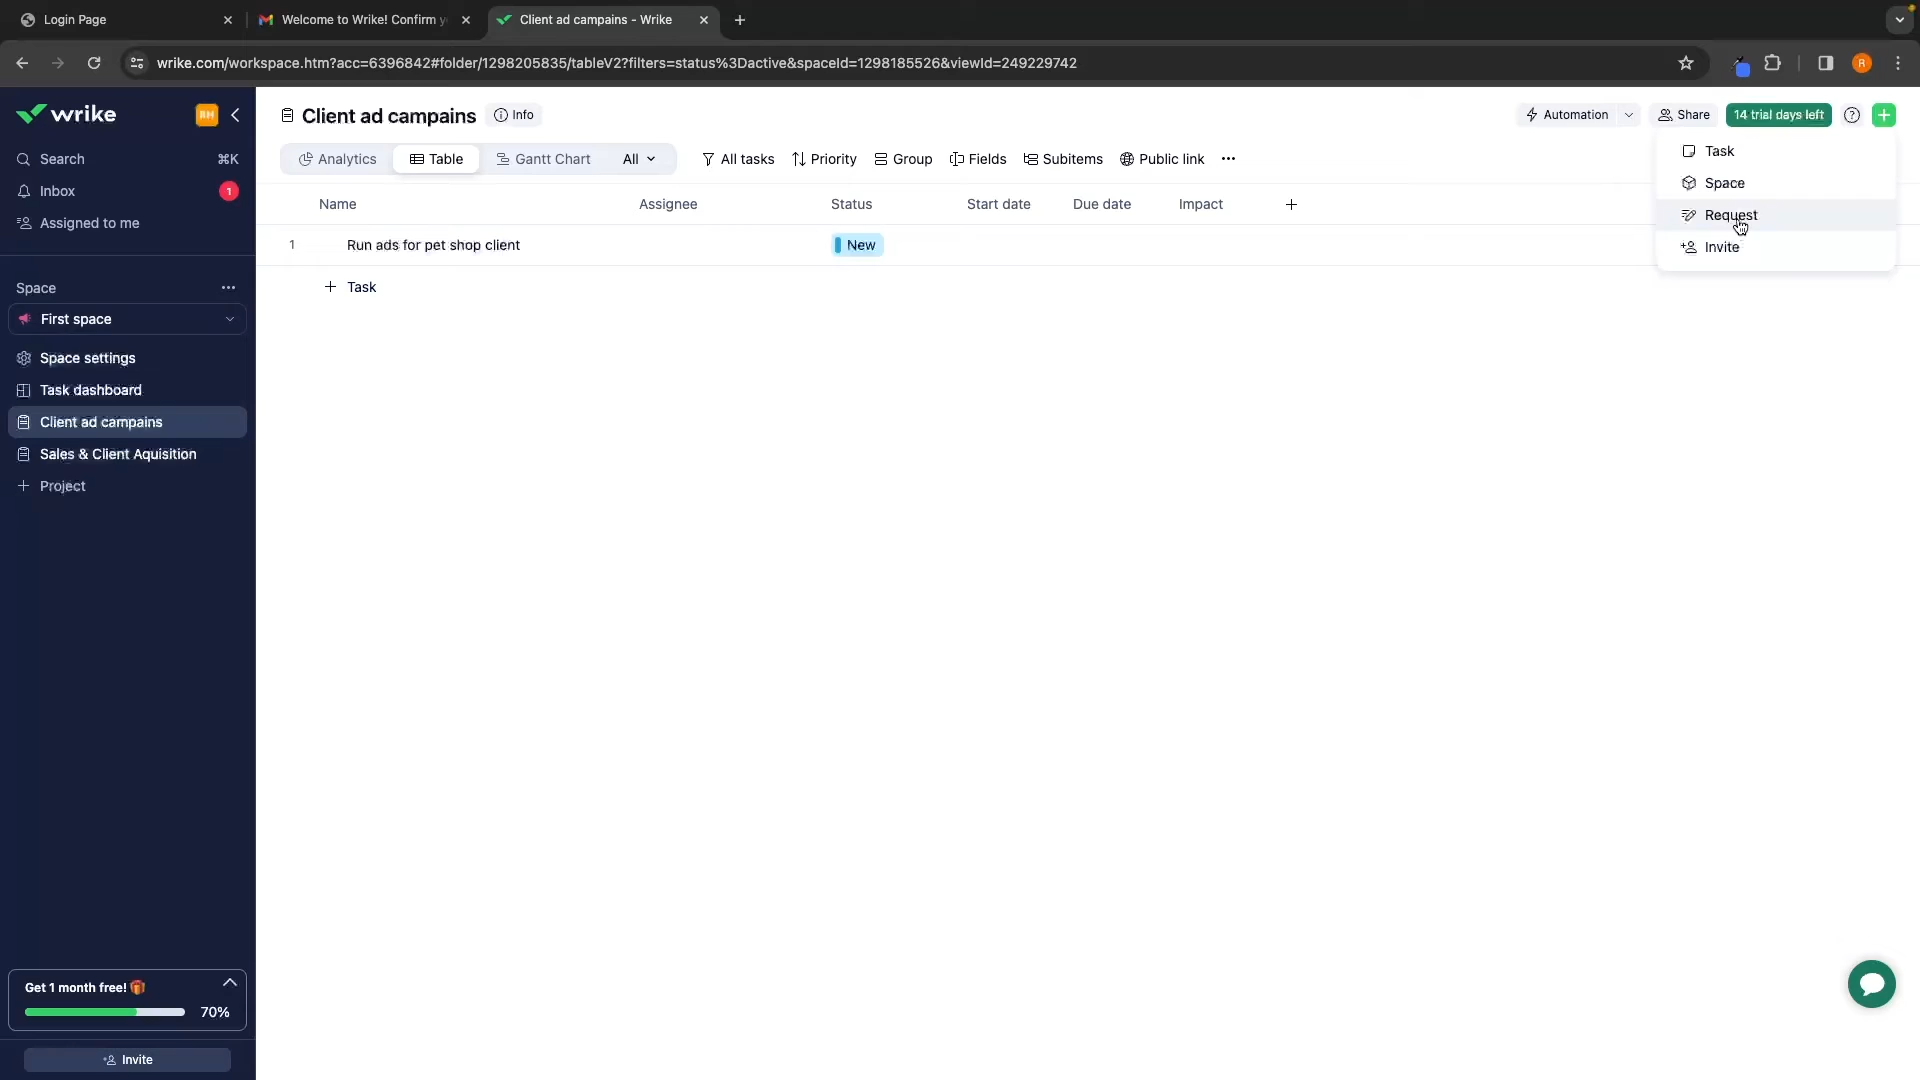 Login Page
Welcome to Wrike! Confirm y
Client ad campains - Wrike
wrike.com/workspace.htm?acc=6396842#folder/1298205835/tableV2?filters=status%3Dactive&spaceId=1298185526&viewId=249229742
R
wrike
RH
Client ad campains
Info
Automation
Share
14 trial days left
Search
⌘K
Analytics
Table
Gantt Chart
All
All tasks
Priority
Group
Fields
Subitems
Public link
Task
Space
Request
Invite
Inbox
1
Assigned to me
Name
Assignee
Status
Start date
Due date
Impact
1
Run ads for pet shop client
New
Task
Space
First space
Space settings
Task dashboard
Client ad campains
Sales & Client Aquisition
Project
Get 1 month free!
70%
Invite